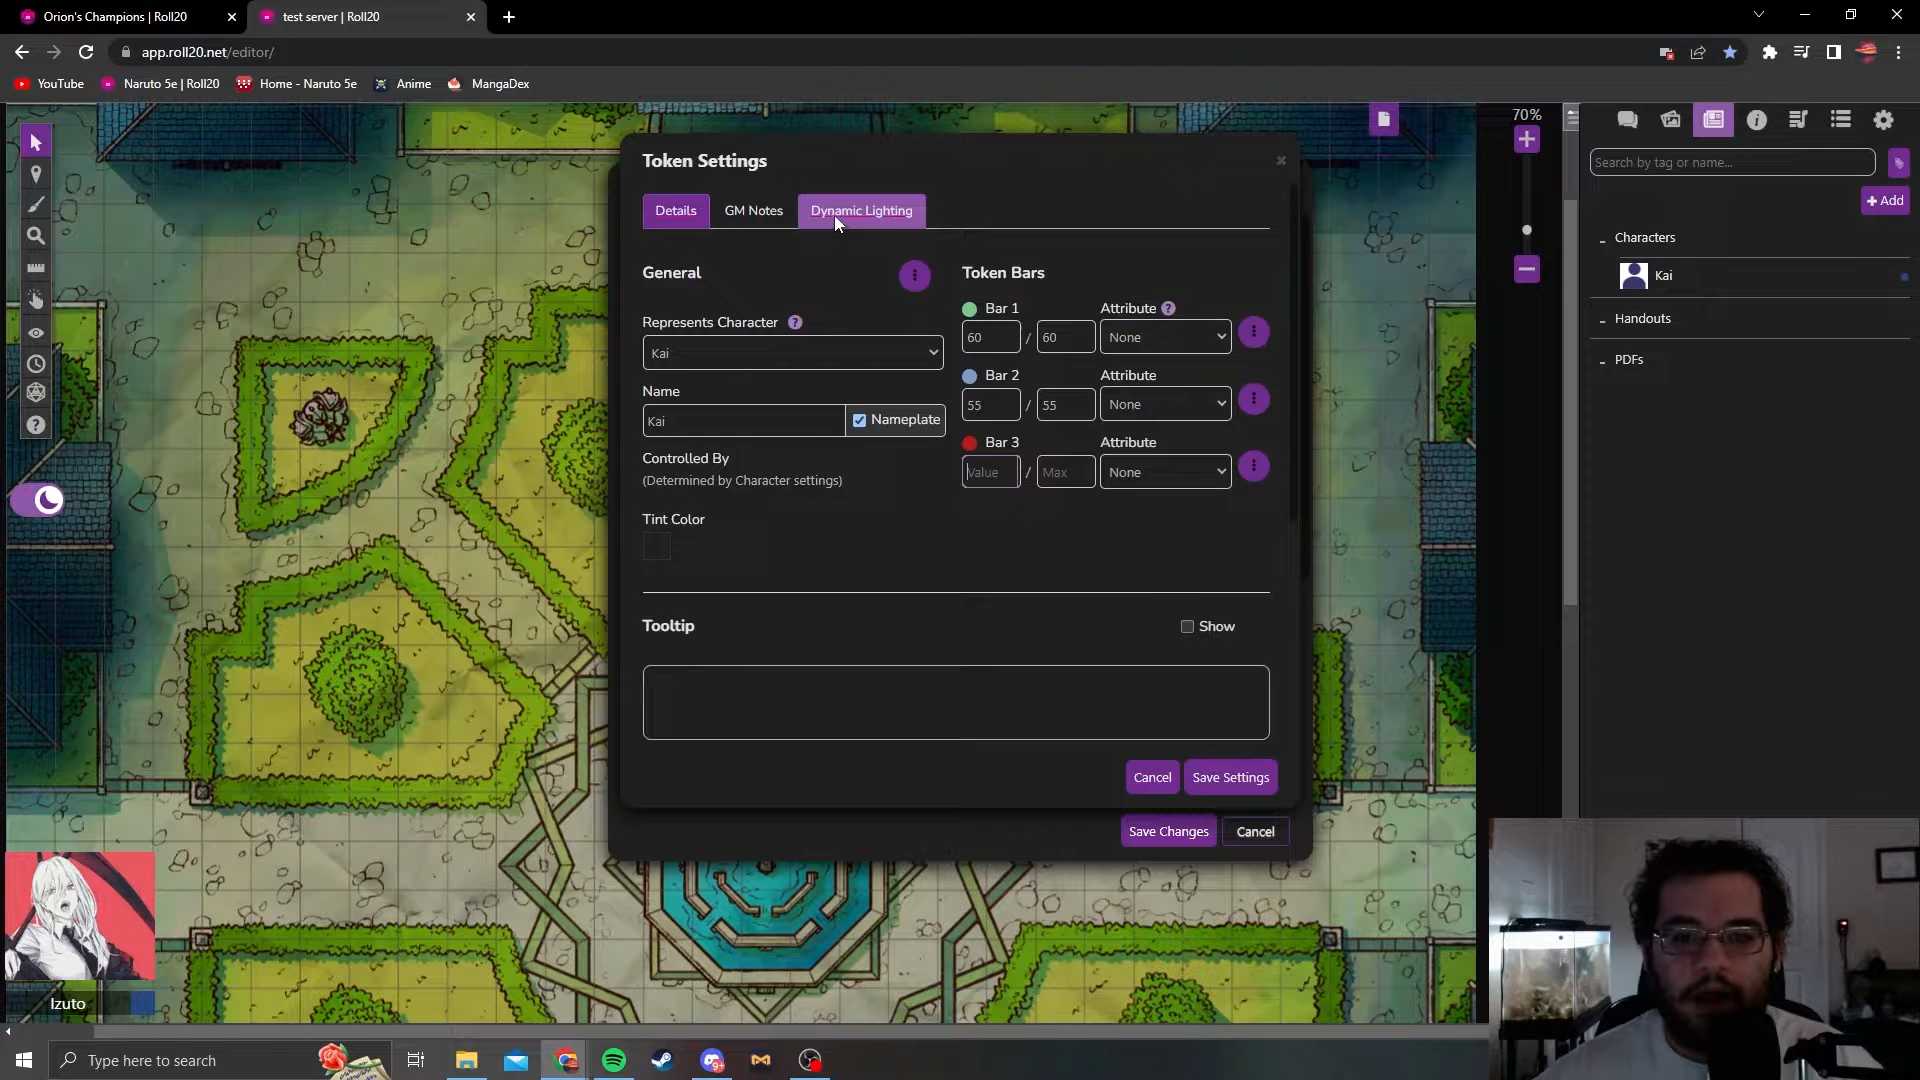 Orion's Champions | Roll20
test server | Roll20
app.roll20.net/editor/
YouTube
Naruto 5e | Roll20
Home - Naruto 5e
Anime
MangaDex
70%
Token Settings
Details
GM Notes
Dynamic Lighting
General
Token Bars
Represents Character ?
Kai
Name
Kai
Nameplate
Controlled By
(Determined by Character settings)
Tint Color
Bar 1
Attribute ?
60 / 60
None
Bar 2
Attribute
55 / 55
None
Bar 3
Attribute
Value / Max
None
Tooltip
Show
Cancel
Save Settings
Save Changes
Cancel
Search by tag or name...
+ Add
Characters
Kai
Handouts
PDFs
Izuto
Type here to search
9+